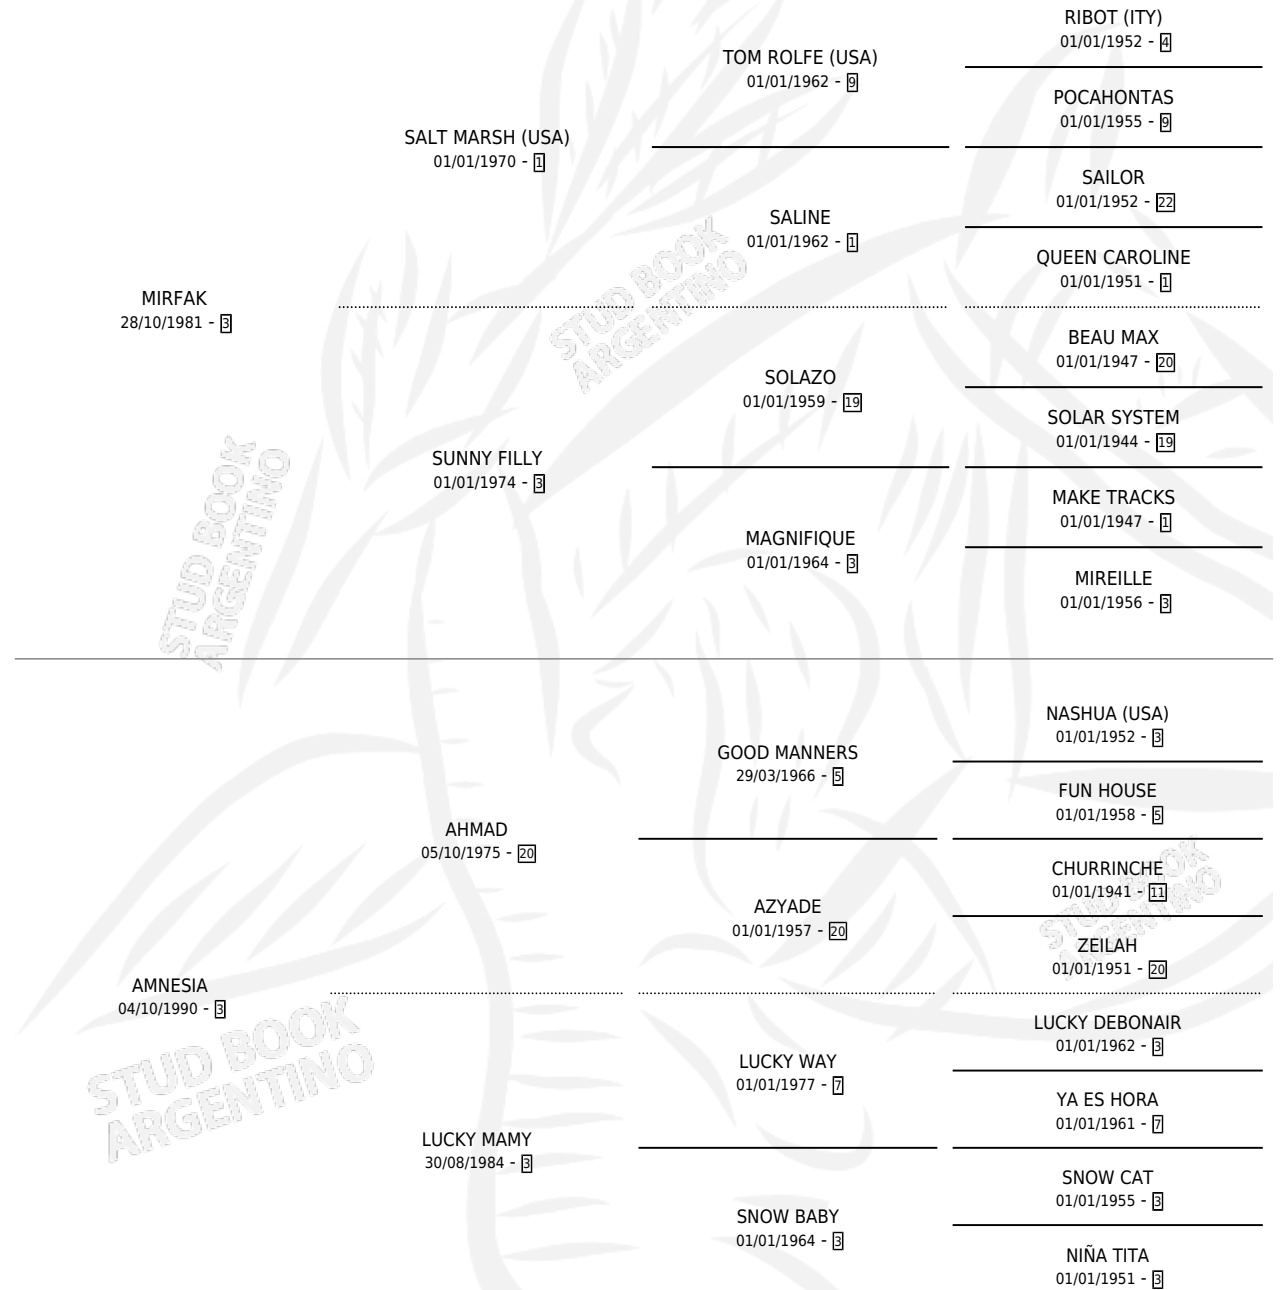 RIBOT (ITY)
01/01/1952 - 4
TOM ROLFE (USA)
01/01/1962 - 9
POCAHONTAS
01/01/1955 - 9
SALT MARSH (USA)
01/01/1970 - 1
SAILOR
01/01/1952 - 22
SALINE
01/01/1962 - 1
QUEEN CAROLINE
01/01/1951 - 1
MIRFAK
28/10/1981 - 3
BEAU MAX
01/01/1947 - 20
SOLAZO
01/01/1959 - 19
SOLAR SYSTEM
01/01/1944 - 19
SUNNY FILLY
01/01/1974 - 3
MAKE TRACKS
01/01/1947 - 1
MAGNIFIQUE
01/01/1964 - 3
MIREILLE
01/01/1956 - 3
STUD BOOK
ARGENTINO
STUD BOOK
ARGENTINO
NASHUA (USA)
01/01/1952 - 3
GOOD MANNERS
29/03/1966 - 5
FUN HOUSE
01/01/1958 - 5
AHMAD
05/10/1975 - 20
CHURRINCHE
01/01/1941 - 11
AZYADE
01/01/1957 - 20
ZEILAH
01/01/1951 - 20
STUD BOOK
ARGENTINO
AMNESIA
04/10/1990 - 3
LUCKY DEBONAIR
01/01/1962 - 3
LUCKY WAY
01/01/1977 - 7
YA ES HORA
01/01/1961 - 7
STUD BOOK
ARGENTINO
LUCKY MAMY
30/08/1984 - 3
SNOW CAT
01/01/1955 - 3
SNOW BABY
01/01/1964 - 3
NIÑA TITA
01/01/1951 - 3